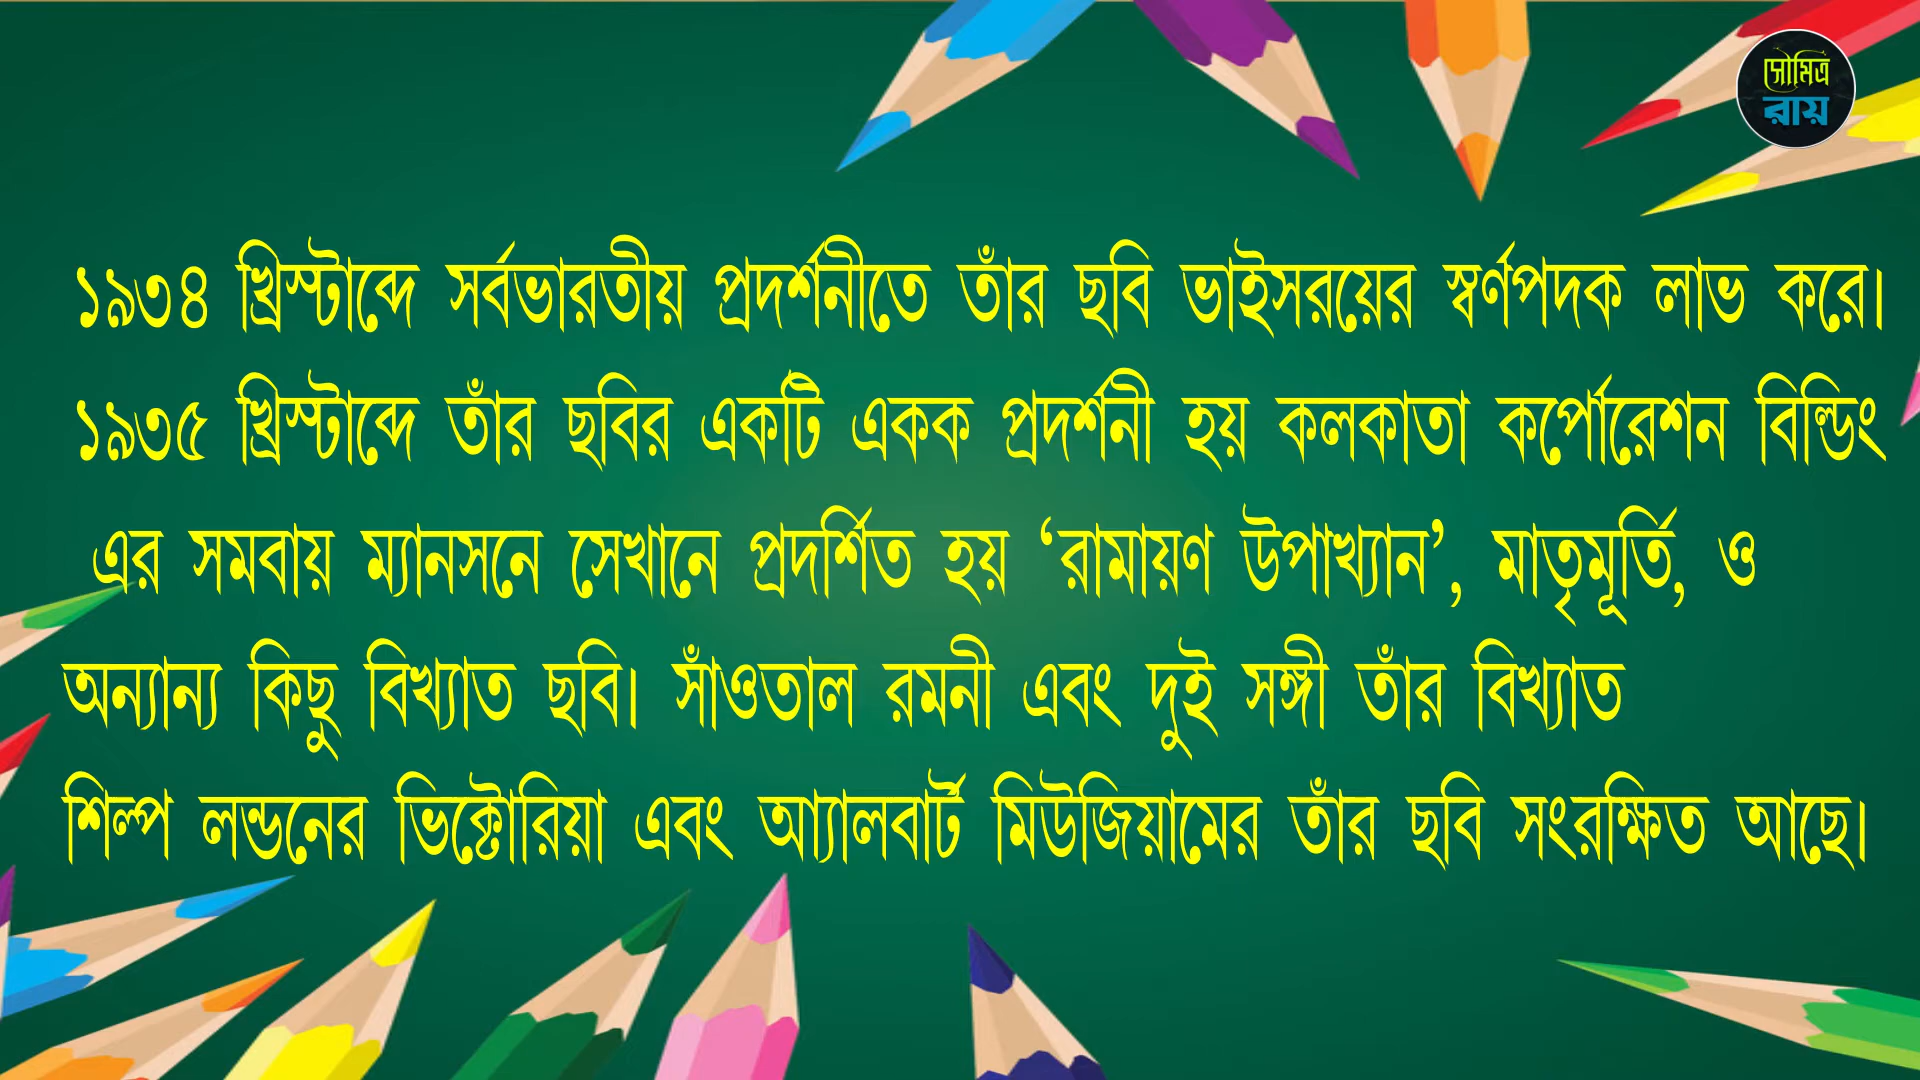 সৌমিত্র
রায়
১৯৩৪ খ্রিস্টাব্দে সর্বভারতীয় প্রদর্শনীতে তাঁর ছবি ভাইসরয়ের স্বর্ণপদক লাভ করে।
১৯৩৫ খ্রিস্টাব্দে তাঁর ছবির একটি একক প্রদর্শনী হয় কলকাতা কর্পোরেশন বিল্ডিং
এর সমবায় ম্যানসনে সেখানে প্রদর্শিত হয় ‘রামায়ণ উপাখ্যান’, মাতৃমূর্তি, ও
অন্যান্য কিছু বিখ্যাত ছবি। সাঁওতাল রমনী এবং দুই সঙ্গী তাঁর বিখ্যাত
শিল্প লন্ডনের ভিক্টোরিয়া এবং আ্যালবার্ট মিউজিয়ামের তাঁর ছবি সংরক্ষিত আছে।